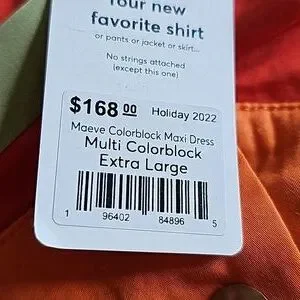 Your new
favorite shirt
or pants or jacket or skirt...
No strings attached
(except this one)
$168.00 Holiday 2022
Maeve Colorblock Maxi Dress
Multi Colorblock
Extra Large
1 96402 84896 5